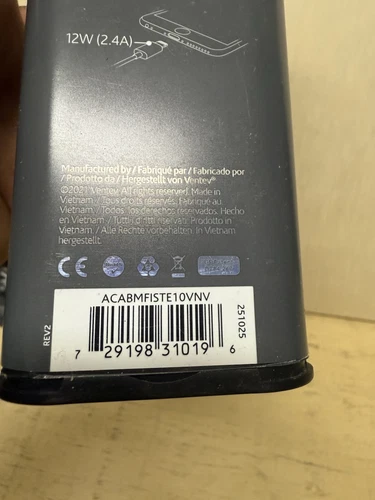 12W (2.4A)
Manufactured by / Fabriqué par / Fabricado por
/ Prodotto da / Hergestellt von Ventev®
©2021 Ventev. All rights reserved. Made in
Vietnam. / Tous droits réservés. Fabriqué au
Vietnam. / Todos los derechos reservados. Hecho
en Vietnam. / Tutti diritti riservati. Prodotto in
Vietnam. / Alle Rechte vorbehalten. In Vietnam
hergestellt.
CE
ACABMFISTE10VNV
REV2
251025
7 29198 31019 6